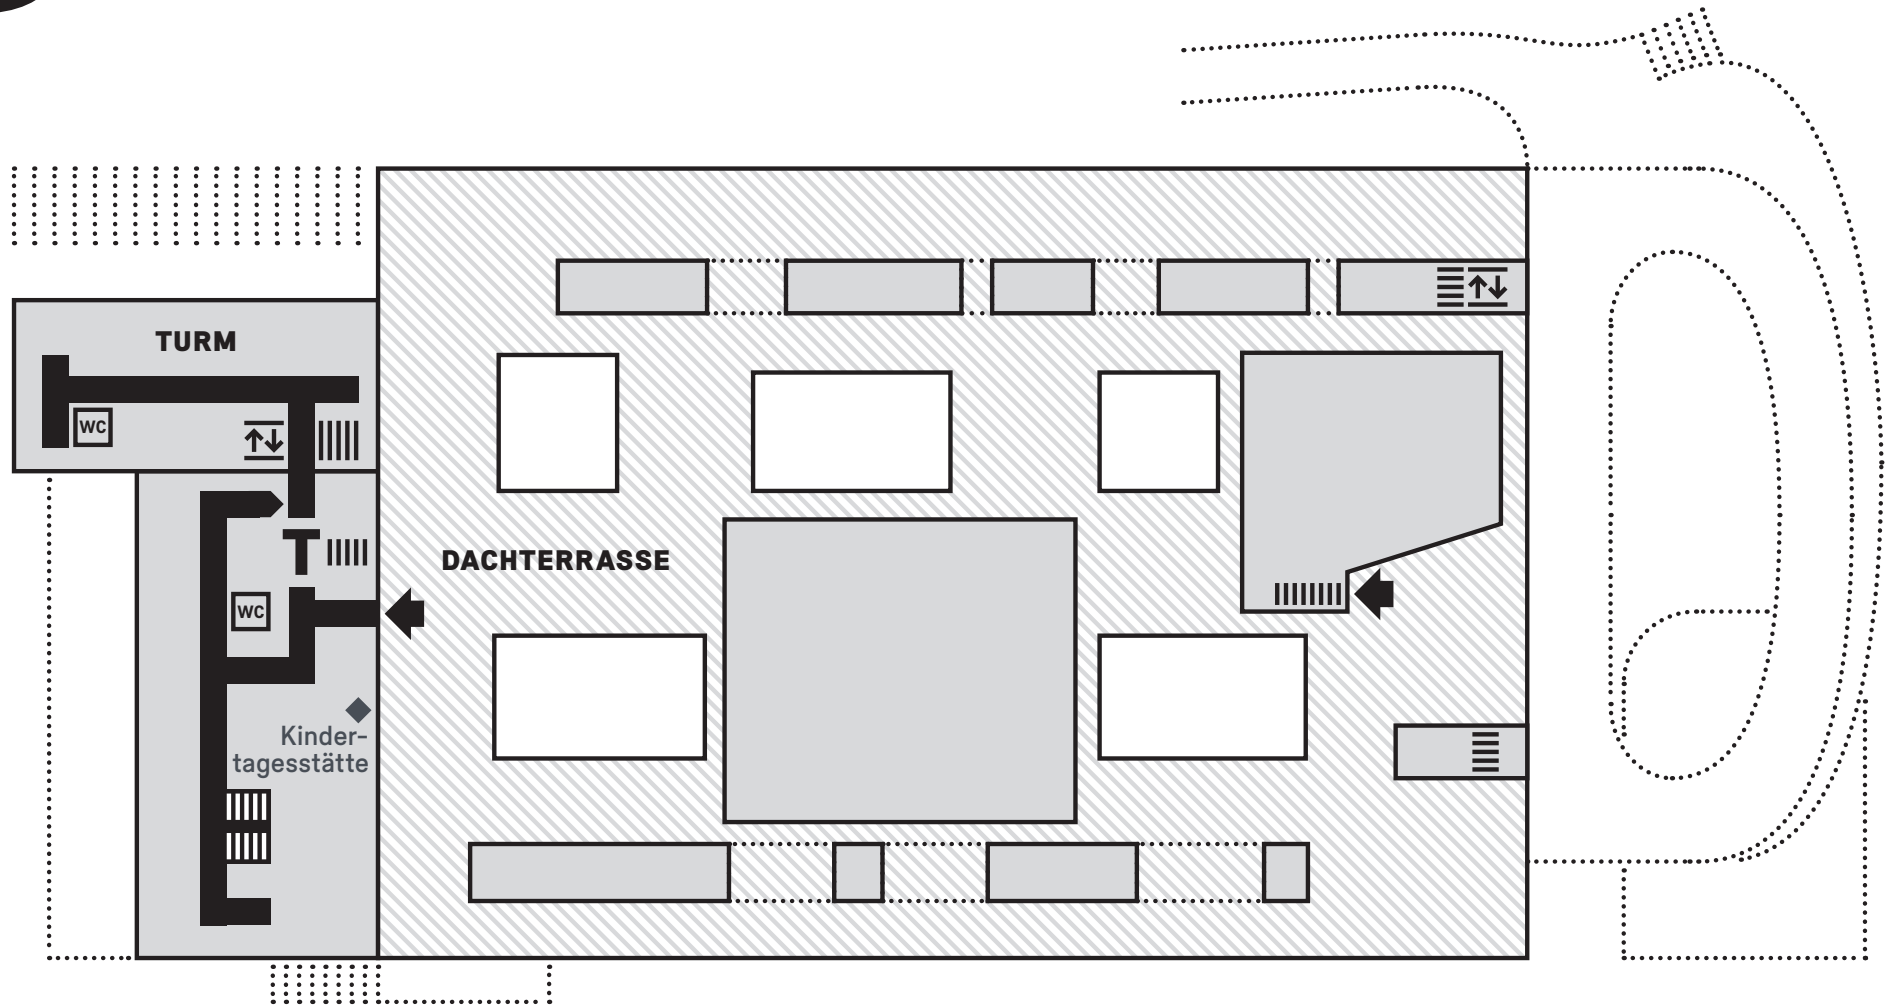 TURM
WC
DACHTERRASSE
WC
Kinder-
tagesstätte